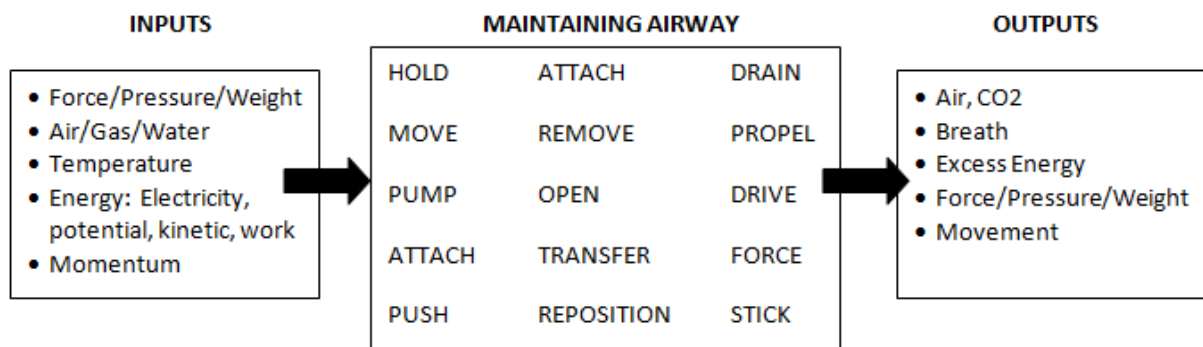 INPUTS
• Force/Pressure/Weight
• Air/Gas/Water
• Temperature
• Energy: Electricity,
potential, kinetic, work
• Momentum
MAINTAINING AIRWAY
HOLD ATTACH DRAIN
MOVE REMOVE PROPEL
PUMP OPEN DRIVE
ATTACH TRANSFER FORCE
PUSH REPOSITION STICK
OUTPUTS
• Air, CO2
• Breath
• Excess Energy
• Force/Pressure/Weight
• Movement